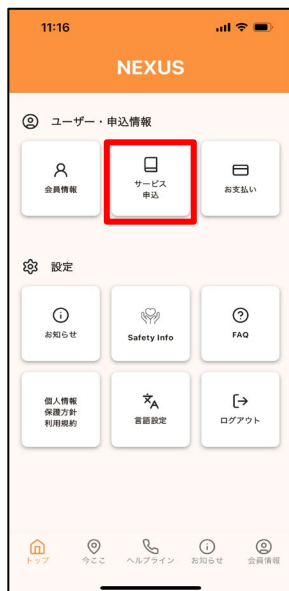 11:16
NEXUS
ユーザー・申込情報
会員情報
サービス
申込
お支払い
設定
お知らせ
Safety Info
FAQ
個人情報
保護方針
利用規約
言語設定
ログアウト
トップ
今ここ
ヘルプライン
お知らせ
会員情報